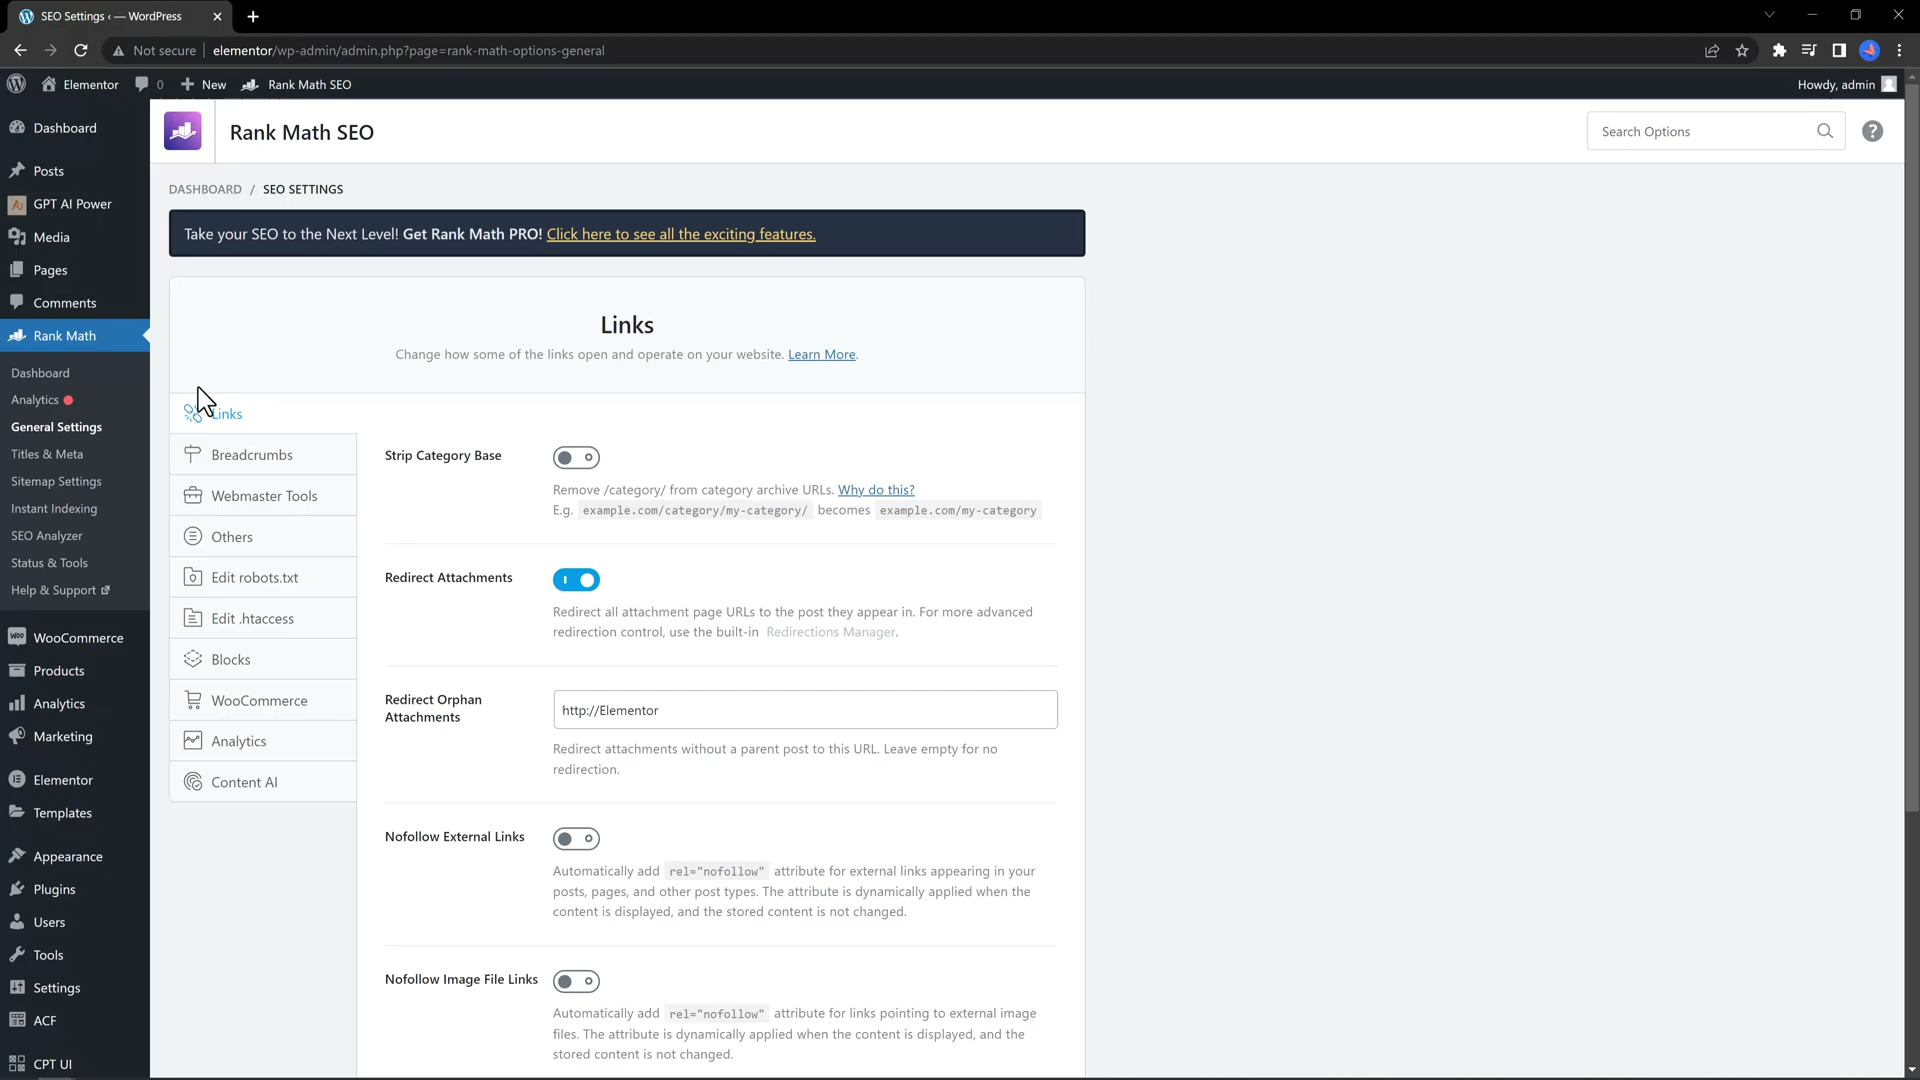 SEO Settings ‹ — WordPress
Not secure
elementor/wp-admin/admin.php?page=rank-math-options-general
Elementor
0
New
Rank Math SEO
Howdy, admin
Dashboard
Posts
GPT AI Power
Media
Pages
Comments
Rank Math
Dashboard
Analytics
General Settings
Titles & Meta
Sitemap Settings
Instant Indexing
SEO Analyzer
Status & Tools
Help & Support
WooCommerce
Products
Analytics
Marketing
Elementor
Templates
Appearance
Plugins
Users
Tools
Settings
ACF
CPT UI
Rank Math SEO
Search Options
DASHBOARD / SEO SETTINGS
Take your SEO to the Next Level! Get Rank Math PRO! Click here to see all the exciting features.
Links
Change how some of the links open and operate on your website. Learn More.
Links
Breadcrumbs
Webmaster Tools
Others
Edit robots.txt
Edit .htaccess
Blocks
WooCommerce
Analytics
Content AI
Strip Category Base
Remove /category/ from category archive URLs. Why do this?
E.g. example.com/category/my-category/ becomes example.com/my-category
Redirect Attachments
Redirect all attachment page URLs to the post they appear in. For more advanced
redirection control, use the built-in Redirections Manager.
Redirect Orphan
Attachments
http://Elementor
Redirect attachments without a parent post to this URL. Leave empty for no
redirection.
Nofollow External Links
Automatically add rel="nofollow" attribute for external links appearing in your
posts, pages, and other post types. The attribute is dynamically applied when the
content is displayed, and the stored content is not changed.
Nofollow Image File Links
Automatically add rel="nofollow" attribute for links pointing to external image
files. The attribute is dynamically applied when the content is displayed, and the
stored content is not changed.